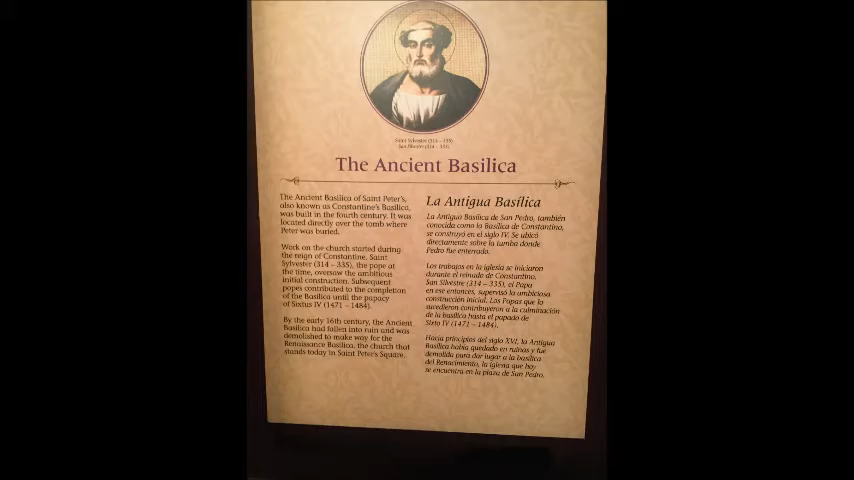 Saint Sylvester (314 – 335)
San Silvestre (314 – 335)
The Ancient Basilica
The Ancient Basilica of Saint Peter's,
also known as Constantine's Basilica,
was built in the fourth century. It was
located directly over the tomb where
Peter was buried.
Work on the church started during
the reign of Constantine. Saint
Sylvester (314 – 335), the pope at
the time, oversaw the ambitious
initial construction. Subsequent
popes contributed to the completion
of the Basilica until the papacy
of Sixtus IV (1471 – 1484).
By the early 16th century, the Ancient
Basilica had fallen into ruin and was
demolished to make way for the
Renaissance Basilica, the church that
stands today in Saint Peter's Square.
La Antigua Basílica
La Antigua Basílica de San Pedro, también
conocida como la Basílica de Constantino,
se construyó en el siglo IV. Se ubicó
directamente sobre la tumba donde
Pedro fue enterrado.
Los trabajos en la iglesia se iniciaron
durante el reinado de Constantino.
San Silvestre (314 – 335), el Papa
en ese entonces, supervisó la ambiciosa
construcción inicial. Los Papas que lo
sucedieron contribuyeron a la culminación
de la basílica hasta el papado de
Sixto IV (1471 – 1484).
Hacia principios del siglo XVI, la Antigua
Basílica había quedado en ruinas y fue
demolida para dar lugar a la basílica
del Renacimiento, la iglesia que hoy
se encuentra en la plaza de San Pedro.